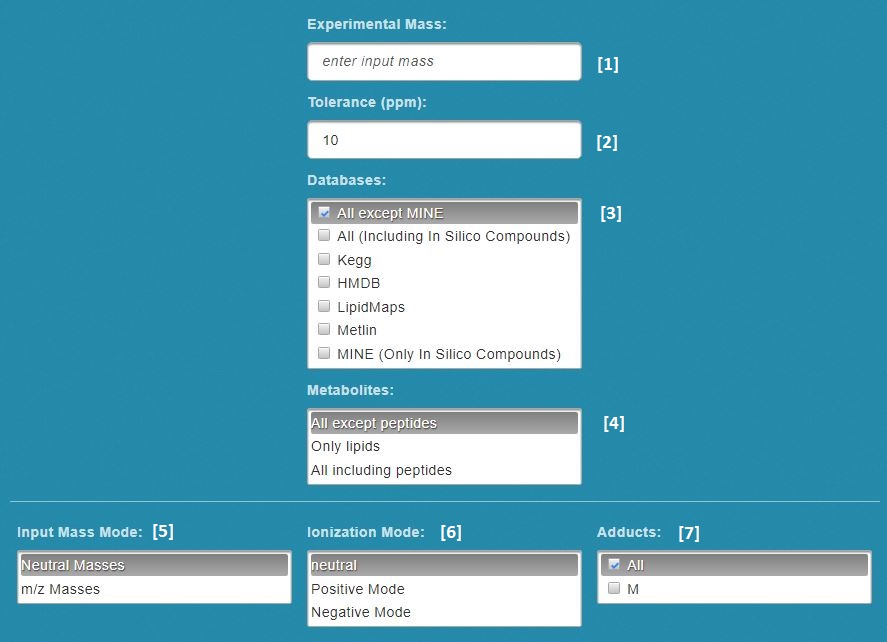 Experimental Mass:
enter input mass [1]
Tolerance (ppm):
10 [2]
Databases:
All except MINE [3]
All (Including In Silico Compounds)
Kegg
HMDB
LipidMaps
Metlin
MINE (Only In Silico Compounds)
Metabolites:
All except peptides [4]
Only lipids
All including peptides
Input Mass Mode: [5] Ionization Mode: [6] Adducts: [7]
Neutral Masses neutral All
m/z Masses Positive Mode M
Negative Mode